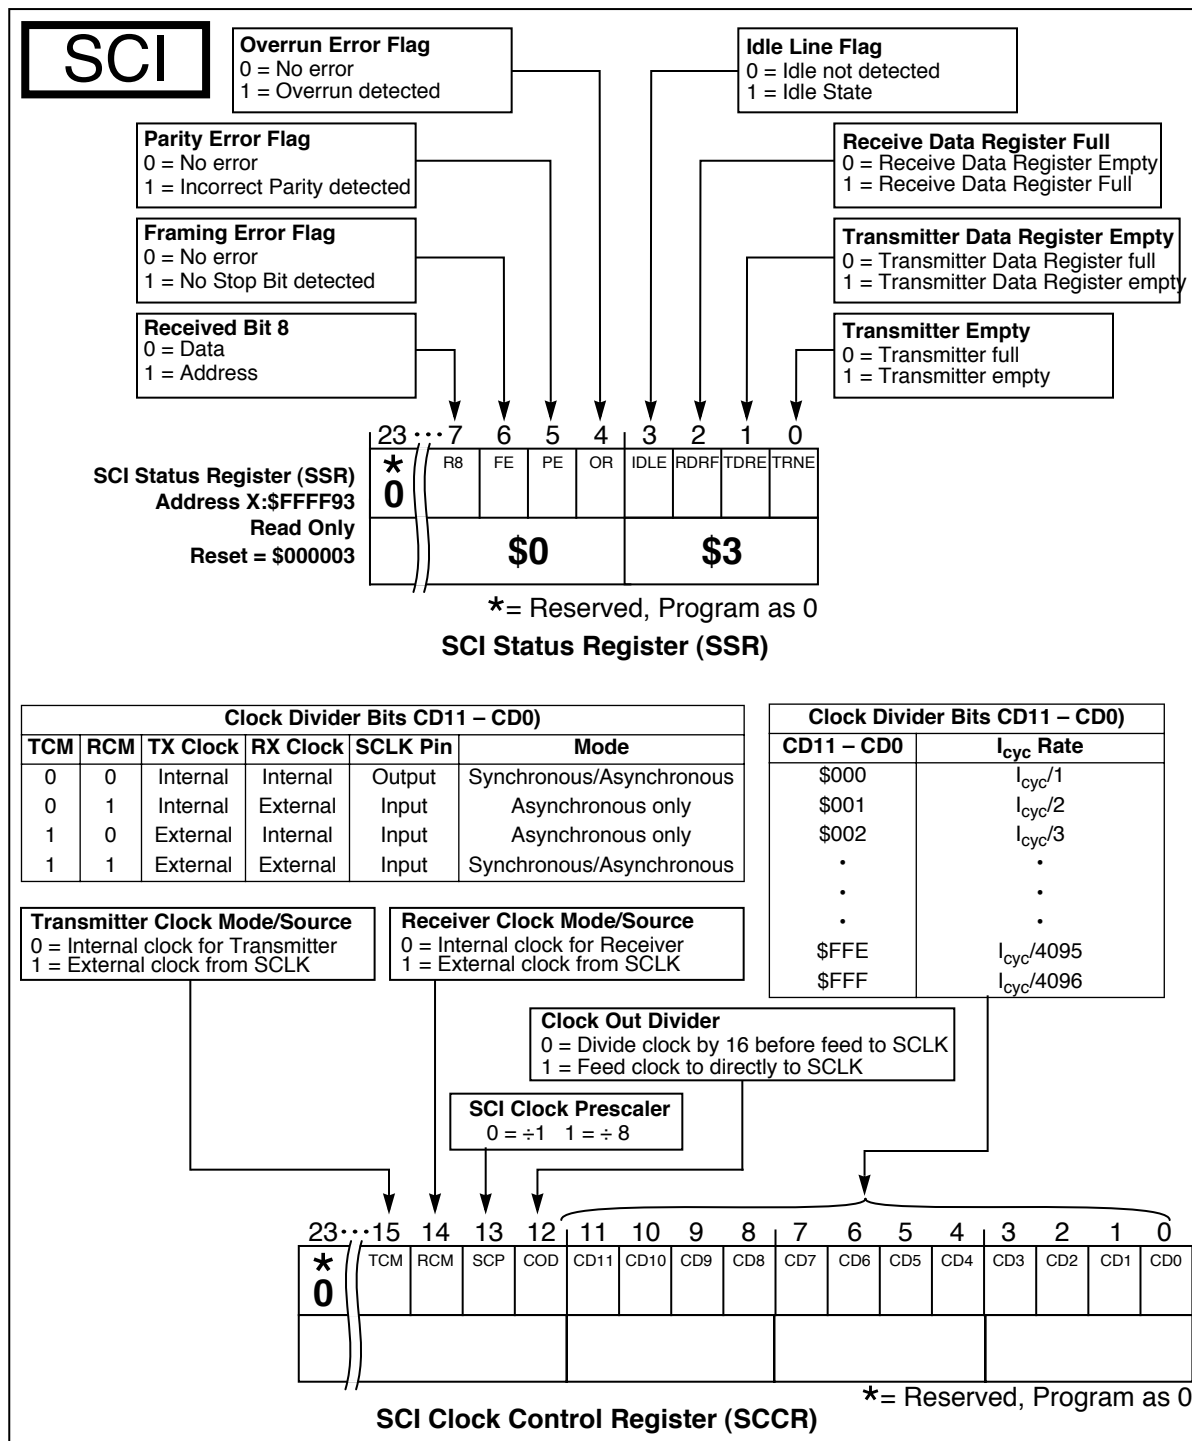 SCI
Overrun Error Flag
0 = No error
1 = Overrun detected
Idle Line Flag
0 = Idle not detected
1 = Idle State
Parity Error Flag
0 = No error
1 = Incorrect Parity detected
Receive Data Register Full
0 = Receive Data Register Empty
1 = Receive Data Register Full
Framing Error Flag
0 = No error
1 = No Stop Bit detected
Transmitter Data Register Empty
0 = Transmitter Data Register full
1 = Transmitter Data Register empty
Received Bit 8
0 = Data
1 = Address
Transmitter Empty
0 = Transmitter full
1 = Transmitter empty
23 ••• 7 6 5 4 3 2 1 0
* 0 R8 FE PE OR IDLE RDRF TDRE TRNE
SCI Status Register (SSR)
Address X:$FFFF93
Read Only
Reset = $000003
$0 $3
*= Reserved, Program as 0
SCI Status Register (SSR)
Clock Divider Bits CD11 – CD0)
TCM RCM TX Clock RX Clock SCLK Pin Mode
0 0 Internal Internal Output Synchronous/Asynchronous
0 1 Internal External Input Asynchronous only
1 0 External Internal Input Asynchronous only
1 1 External External Input Synchronous/Asynchronous
Clock Divider Bits CD11 – CD0)
CD11 – CD0 Icyc Rate
$000 Icyc/1
$001 Icyc/2
$002 Icyc/3
• •
• •
• •
$FFE Icyc/4095
$FFF Icyc/4096
Transmitter Clock Mode/Source
0 = Internal clock for Transmitter
1 = External clock from SCLK
Receiver Clock Mode/Source
0 = Internal clock for Receiver
1 = External clock from SCLK
Clock Out Divider
0 = Divide clock by 16 before feed to SCLK
1 = Feed clock to directly to SCLK
SCI Clock Prescaler
0 = ÷1 1 = ÷ 8
23 ••• 15 14 13 12 11 10 9 8 7 6 5 4 3 2 1 0
* 0 TCM RCM SCP COD CD11 CD10 CD9 CD8 CD7 CD6 CD5 CD4 CD3 CD2 CD1 CD0
*= Reserved, Program as 0
SCI Clock Control Register (SCCR)